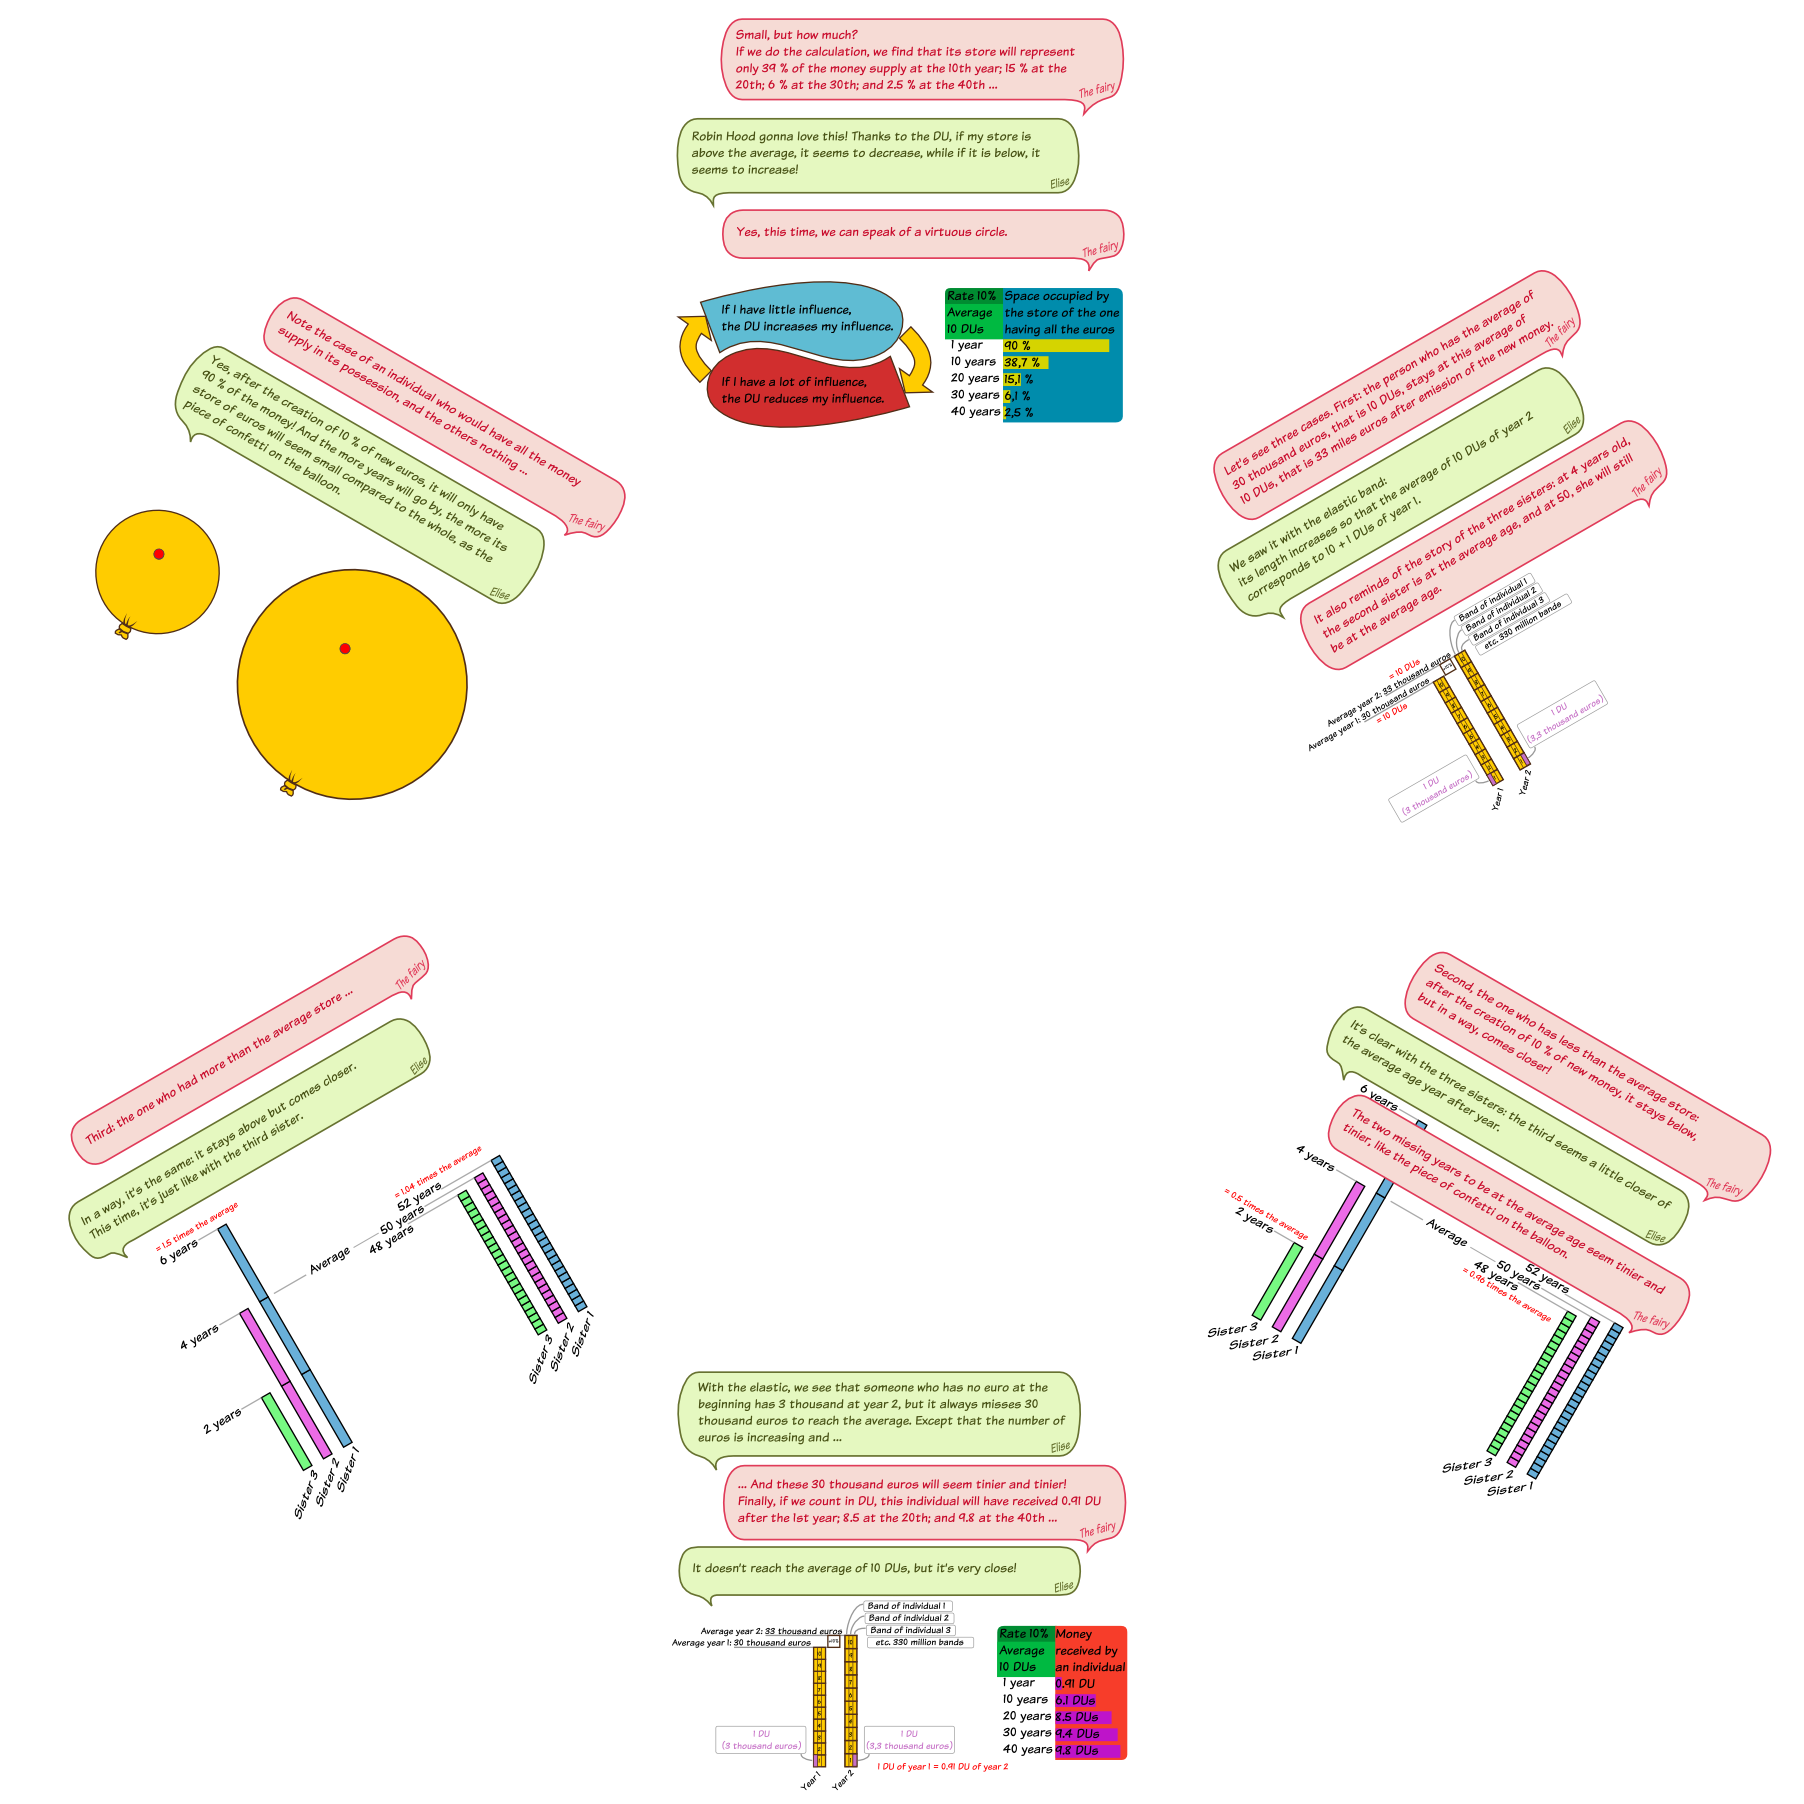 Small, but how much?
If we do the calculation, we find that its store will represent
only 39 % of the money supply at the 10th year; 15 % at the
20th; 6 % at the 30th; and 2.5 % at the 40th ...
The fairy
Robin Hood gonna love this! Thanks to the DU, if my store is
above the average, it seems to decrease, while if it is below, it
seems to increase!
Elise
Yes, this time, we can speak of a virtuous circle.
The fairy
If I have little influence,
the DU increases my influence.
If I have a lot of influence,
the DU reduces my influence.
Rate 10% Space occupied by
Average the store of the one
10 DUs having all the euros
1 year 90 %
10 years 38,7 %
20 years 15,1 %
30 years 6,1 %
40 years 2,5 %
Note the case of an individual who would have all the money
supply in its possession, and the others nothing ...
The fairy
Yes, after the creation of 10 % of new euros, it will only have
90 % of the money! And the more years will go by, the more its
store of euros will seem small compared to the whole, as the
piece of confetti on the balloon.
Elise
Let's see three cases. First: the person who has the average of
30 thousand euros, that is 10 DUs, stays at this average of
10 DUs, that is 33 miles euros after emission of the new money.
The fairy
We saw it with the elastic band:
its length increases so that the average of 10 DUs of year 2
corresponds to 10 + 1 DUs of year 1.
Elise
It also reminds of the story of the three sisters: at 4 years old,
the second sister is at the average age, and at 50, she will still
be at the average age.
The fairy
Band of individual 1
Band of individual 2
Band of individual 3
etc. 330 million bands
= 10 DUs
Average year 2: 33 thousand euros
Average year 1: 30 thousand euros
= 10 DUs
1 DU
(3,3 thousand euros)
1 DU
(3 thousand euros)
Year 1
Year 2
Third: the one who had more than the average store ...
The fairy
In a way, it's the same: it stays above but comes closer.
This time, it's just like with the third sister.
Elise
= 1.5 times the average
6 years
4 years
2 years
Average
= 1.04 times the average
52 years
50 years
48 years
Sister 3
Sister 2
Sister 1
Sister 3
Sister 2
Sister 1
Second, the one who has less than the average store:
after the creation of 10 % of new money, it stays below,
but in a way, comes closer!
The fairy
It's clear with the three sisters: the third seems a little closer of
the average age year after year.
Elise
The two missing years to be at the average age seem tinier and
tinier, like the piece of confetti on the balloon.
The fairy
6 years
4 years
= 0.5 times the average
2 years
Average
52 years
50 years
48 years
= 0.96 times the average
Sister 3
Sister 2
Sister 1
Sister 3
Sister 2
Sister 1
With the elastic, we see that someone who has no euro at the
beginning has 3 thousand at year 2, but it always misses 30
thousand euros to reach the average. Except that the number of
euros is increasing and ...
Elise
... And these 30 thousand euros will seem tinier and tinier!
Finally, if we count in DU, this individual will have received 0.91 DU
after the 1st year; 8.5 at the 20th; and 9.8 at the 40th ...
The fairy
It doesn't reach the average of 10 DUs, but it's very close!
Elise
Band of individual 1
Band of individual 2
Band of individual 3
etc. 330 million bands
Average year 2: 33 thousand euros
Average year 1: 30 thousand euros
1 DU
(3 thousand euros)
1 DU
(3,3 thousand euros)
1 DU of year 1 = 0.91 DU of year 2
Year 1
Year 2
Rate 10% Money
Average received by
10 DUs an individual
1 year 0.91 DU
10 years 6.1 DUs
20 years 8.5 DUs
30 years 9.4 DUs
40 years 9.8 DUs